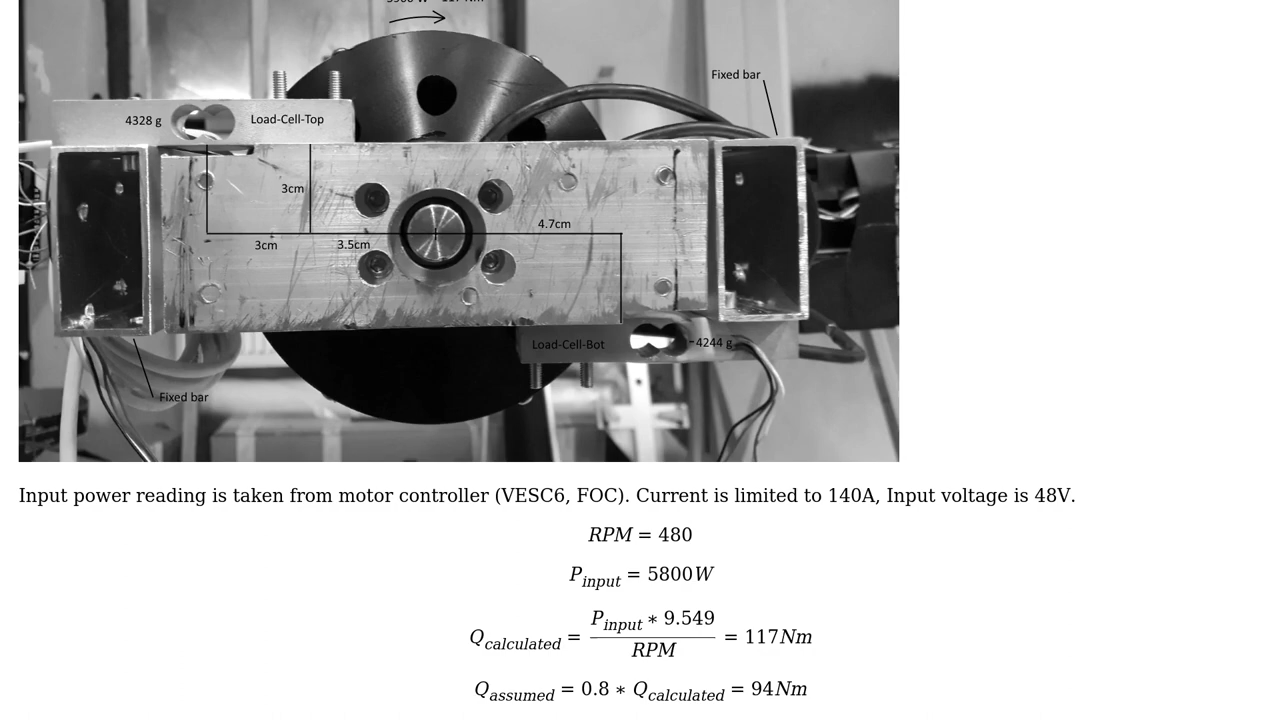 Fixed bar
4328 g
Load-Cell-Top
3cm
4.7cm
3cm
3.5cm
Load-Cell-Bot
4244 g
Fixed bar
Input power reading is taken from motor controller (VESC6, FOC). Current is limited to 140A, Input voltage is 48V.
RPM = 480
P_input = 5800W
Q_calculated = P_input * 9.549 / RPM = 117Nm
Q_assumed = 0.8 * Q_calculated = 94Nm